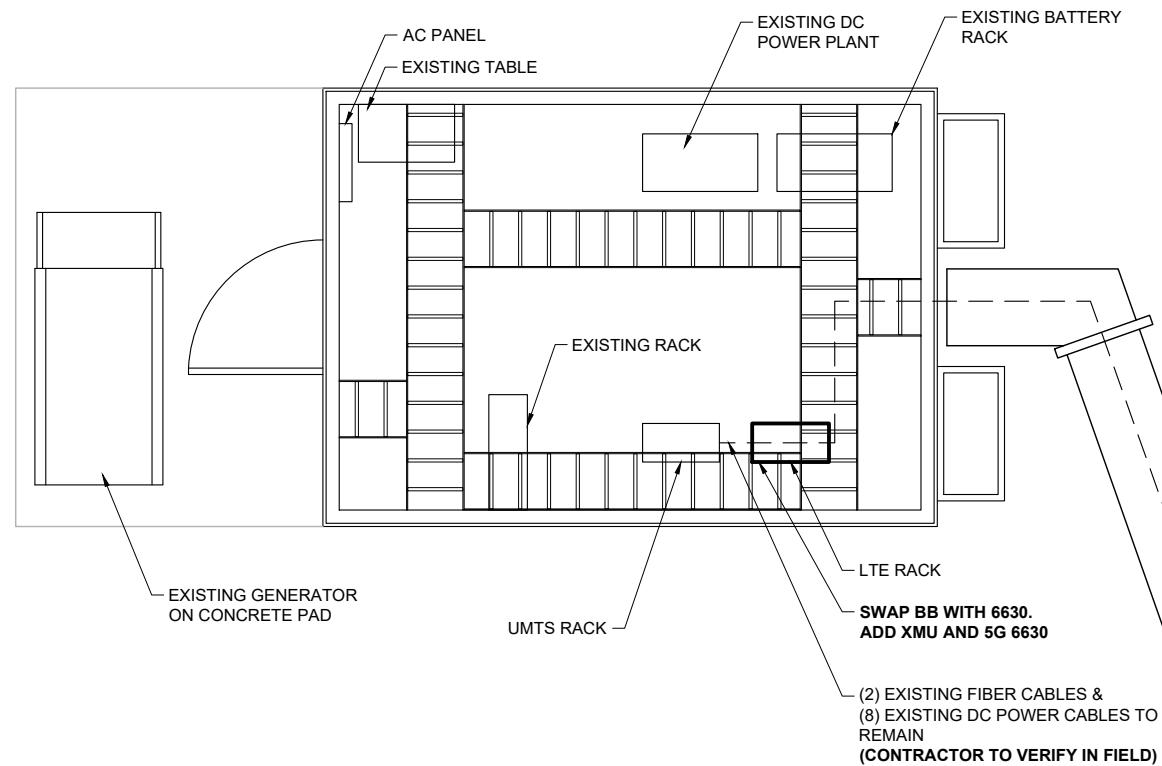 AC PANEL
EXISTING TABLE
EXISTING DC
POWER PLANT
EXISTING BATTERY
RACK
EXISTING RACK
EXISTING GENERATOR
ON CONCRETE PAD
UMTS RACK
LTE RACK
SWAP BB WITH 6630.
ADD XMU AND 5G 6630
(2) EXISTING FIBER CABLES &
(8) EXISTING DC POWER CABLES TO
REMAIN
(CONTRACTOR TO VERIFY IN FIELD)